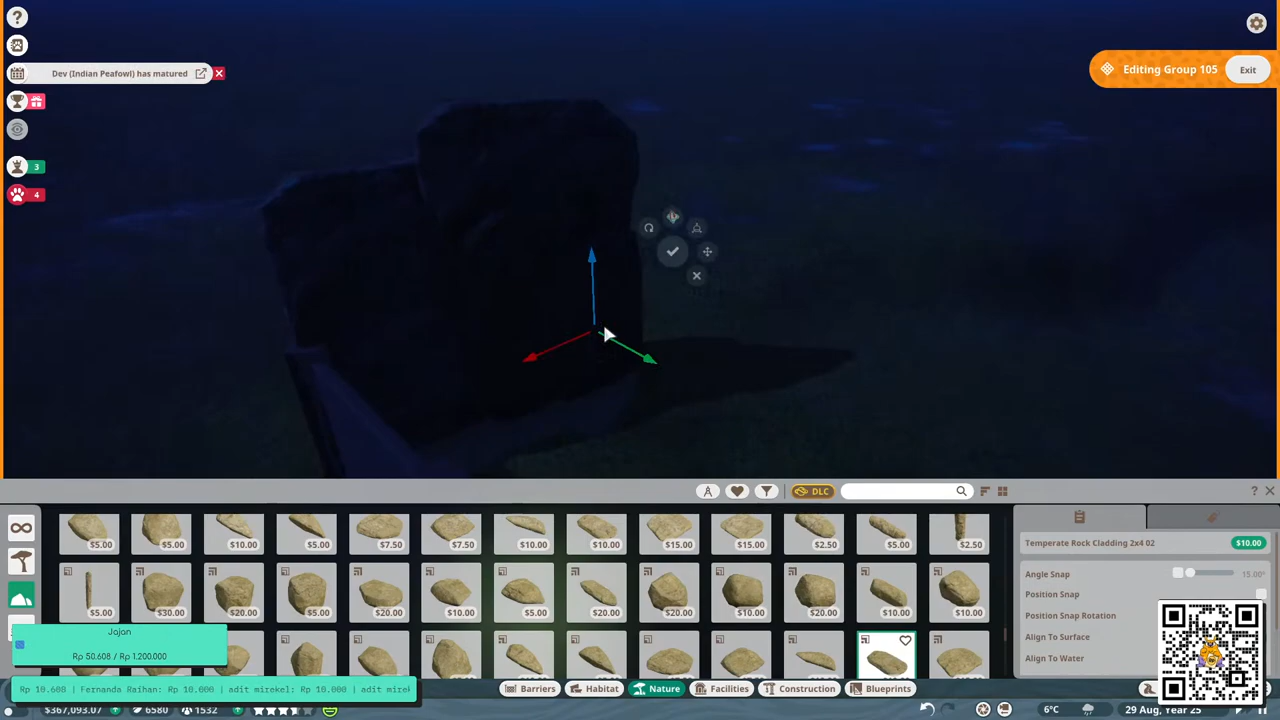 ?
Dev (Indian Peafowl) has matured
Editing Group 105
Exit
3
4
DLC
?
$5.00
$5.00
$10.00
$5.00
$7.50
$7.50
$10.00
$10.00
$15.00
$15.00
$2.50
$5.00
$2.50
Temperate Rock Cladding 2x4 02
$10.00
Angle Snap
15.00°
Position Snap
Position Snap Rotation
Align To Surface
Align To Water
$5.00
$30.00
$20.00
$5.00
$20.00
$10.00
$5.00
$20.00
$10.00
$20.00
$20.00
$10.00
$10.00
Jajan
Rp 50.608 / Rp 1.200.000
Rp 10.608 | Fernanda Raihan: Rp 10.000 | adit mirekel: Rp 10.000 | adit mirek
Barriers
Habitat
Nature
Facilities
Construction
Blueprints
$367,093.07
6580
1532
6°C
29 Aug, Year 25